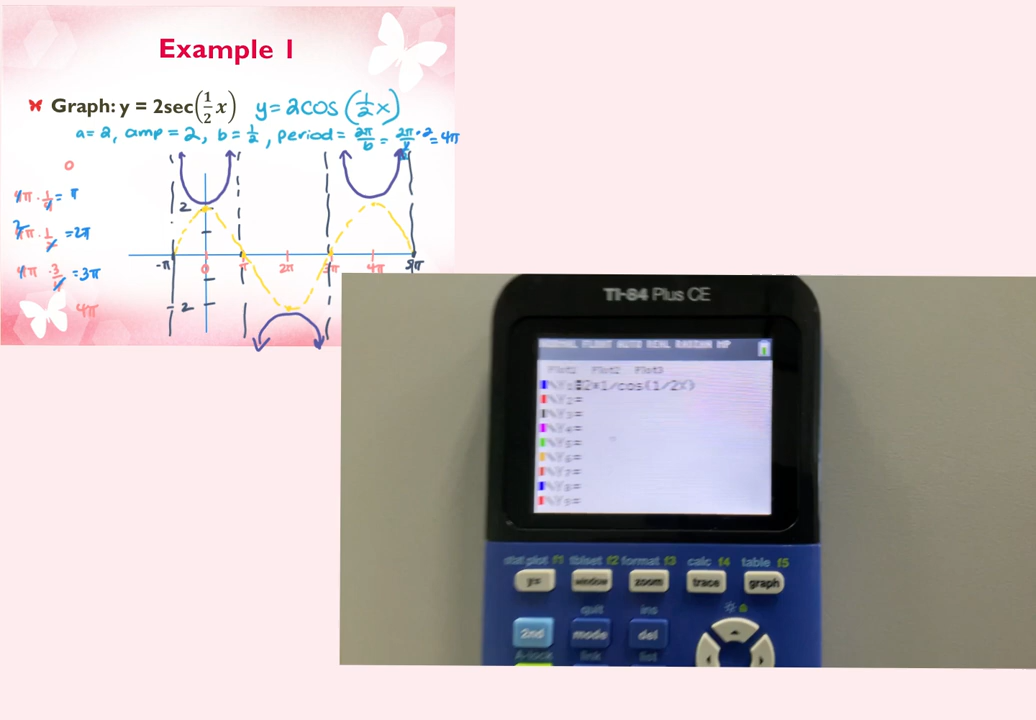 Example 1
Graph: y = 2sec(1/2 x) y = 2cos(1/2 x)
a = 2, amp = 2, b = 1/2, period = 2π/b = 2π/½ · 2 = 4π
0
4π · 1/4 = π
4π · 1/2 = 2π
4π · 3/4 = 3π
4π
2
-π 0 π 2π 3π 4π 5π
-2
TI-84 Plus CE
NORMAL FLOAT AUTO REAL RADIAN MP
Plot1 Plot2 Plot3
\Y1=2*1/cos(1/2X)
\Y2=
\Y3=
\Y4=
\Y5=
\Y6=
\Y7=
\Y8=
\Y9=
stat plot f1 tblset f2 format f3 calc f4 table f5
y= window zoom trace graph
quit ins
2nd mode del
A-lock link list